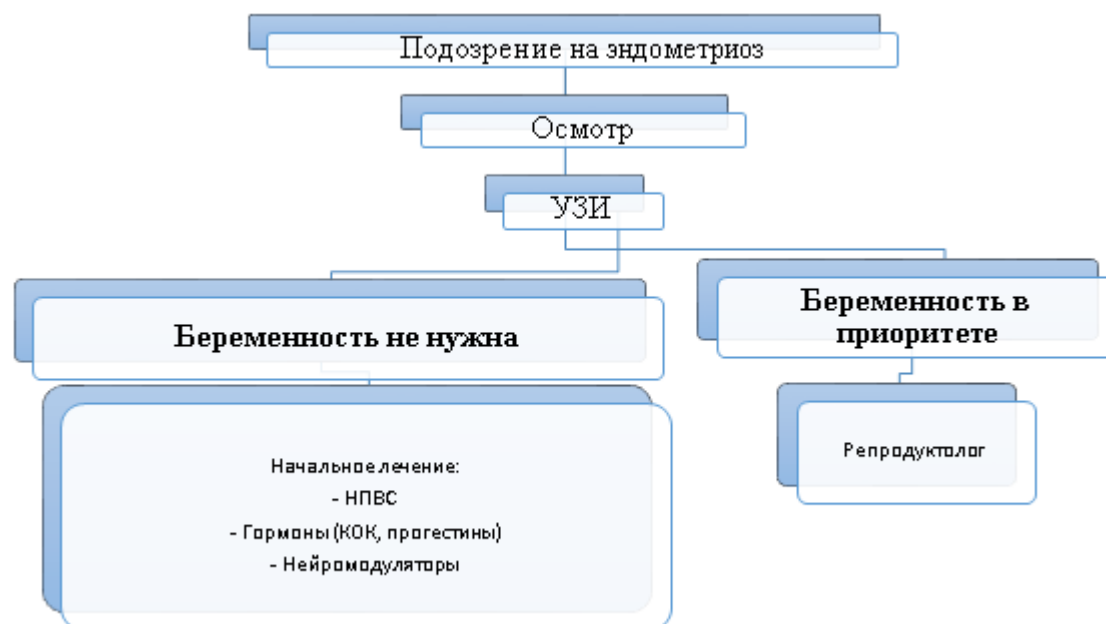 Подозрение на эндометриоз
Осмотр
УЗИ
Беременность не нужна
Беременность в
приоритете
Начальное лечение:
- НПВС
- Гормоны (КОК, прогестины)
- Нейромодуляторы
Репродуктолог